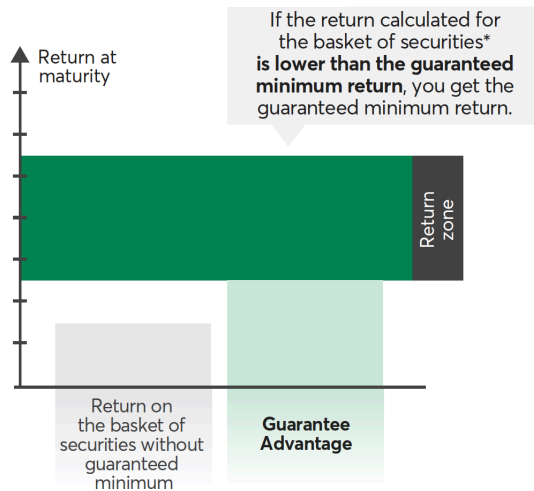 If the return calculated for
the basket of securities*
is lower than the guaranteed
minimum return, you get the
guaranteed minimum return.
Return at
maturity
Return
zone
Return on
the basket of
securities without
guaranteed
minimum
Guarantee
Advantage